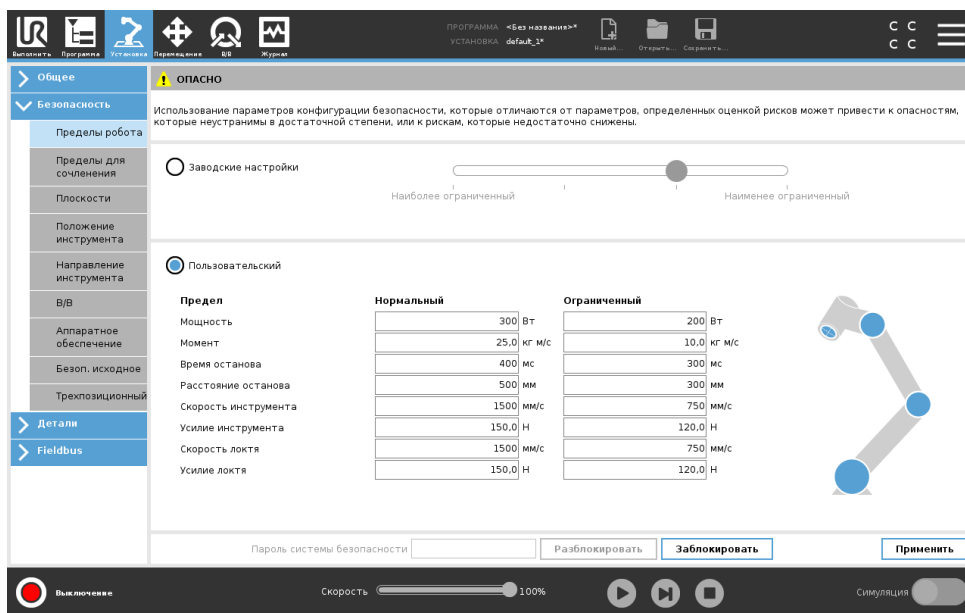 ПРОГРАММА <Без названия>*
УСТАНОВКА default_1*
Выполнить Программа Установка Перемещение В/В Журнал Новый... Открыть... Сохранить...
C C
C C
Общее
Безопасность
Пределы робота
Пределы для
сочленения
Плоскости
Положение
инструмента
Направление
инструмента
В/В
Аппаратное
обеспечение
Безоп. исходное
Трехпозиционный
Детали
Fieldbus
ОПАСНО
Использование параметров конфигурации безопасности, которые отличаются от параметров, определенных оценкой рисков может привести к опасностям,
которые неустранимы в достаточной степени, или к рискам, которые недостаточно снижены.
Заводские настройки
Наиболее ограниченный Наименее ограниченный
Пользовательский
Предел Нормальный Ограниченный
Мощность 300 Вт 200 Вт
Момент 25,0 кг м/с 10,0 кг м/с
Время останова 400 мс 300 мс
Расстояние останова 500 мм 300 мм
Скорость инструмента 1500 мм/с 750 мм/с
Усилие инструмента 150,0 Н 120,0 Н
Скорость локтя 1500 мм/с 750 мм/с
Усилие локтя 150,0 Н 120,0 Н
Пароль системы безопасности Разблокировать Заблокировать Применить
Выключение Скорость 100% Симуляция